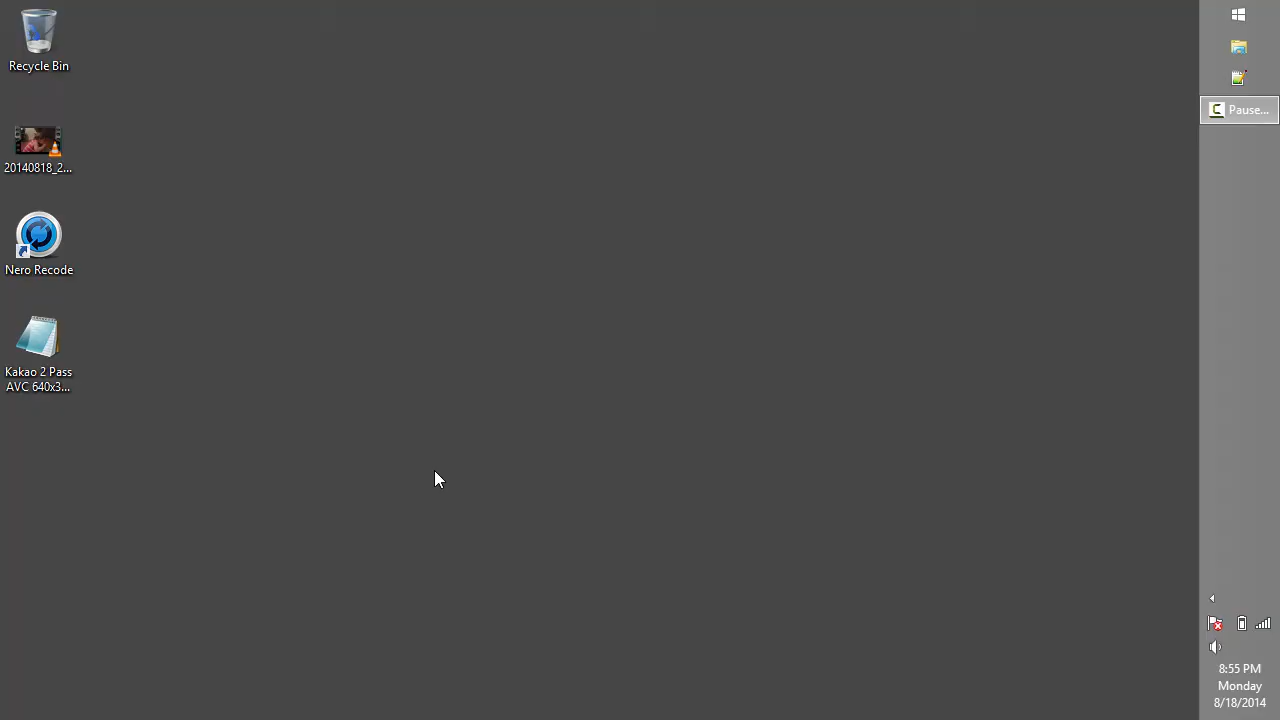 Recycle Bin
20140818_2...
Nero Recode
Kakao 2 Pass
AVC 640x3...
Pause...
8:55 PM
Monday
8/18/2014